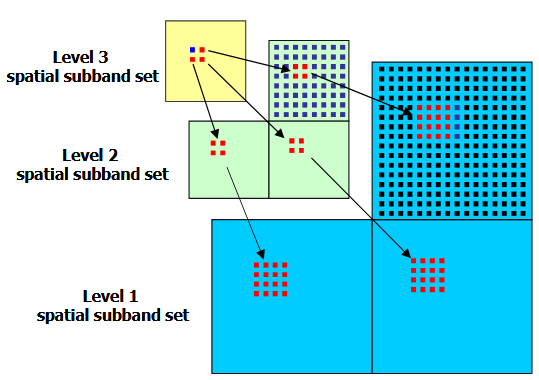 Level 3
spatial subband set
Level 2
spatial subband set
Level 1
spatial subband set